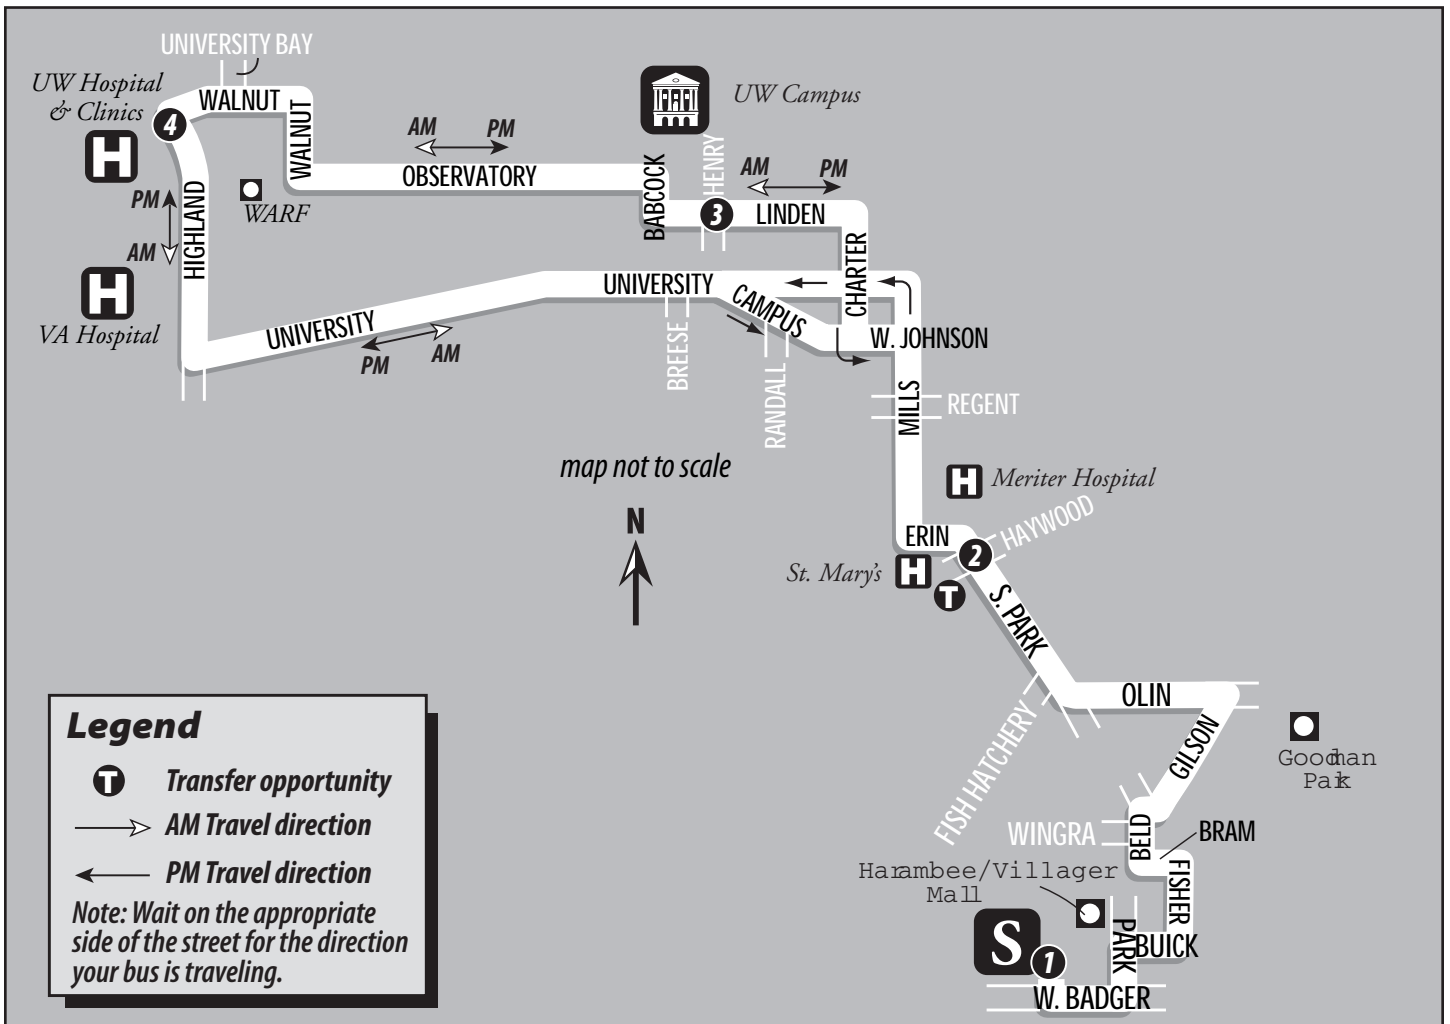 UNIVERSITY BAY
UW Hospital
& Clinics
4
H
WALNUT
WALNUT
AM PM
OBSERVATORY
UW Campus
BABCOCK
HENRY
3
AM PM
LINDEN
PM
AM
HIGHLAND
WARF
H
VA Hospital
UNIVERSITY
PM AM
UNIVERSITY
CAMPUS
CHARTER
W. JOHNSON
BREESE
RANDALL
MILLS
REGENT
map not to scale
N
H
Meriter Hospital
ERIN
2
HAYWOOD
St. Mary's
H
T
S. PARK
OLIN
FISH HATCHERY
GILSON
Goodman
Park
WINGRA
BELD
BRAM
FISHER
Harambee/Villager
Mall
S
1
PARK
BUICK
W. BADGER
Legend
T Transfer opportunity
AM Travel direction
PM Travel direction
Note: Wait on the appropriate
side of the street for the direction
your bus is traveling.